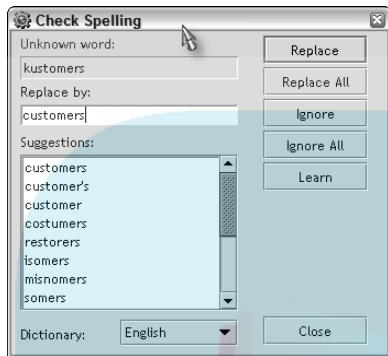 Check Spelling
Unknown word:
kustomers
Replace by:
customers
Suggestions:
customers
customer's
customer
costumers
restorers
isomers
misnomers
somers
Dictionary:
English
Replace
Replace All
Ignore
Ignore All
Learn
Close